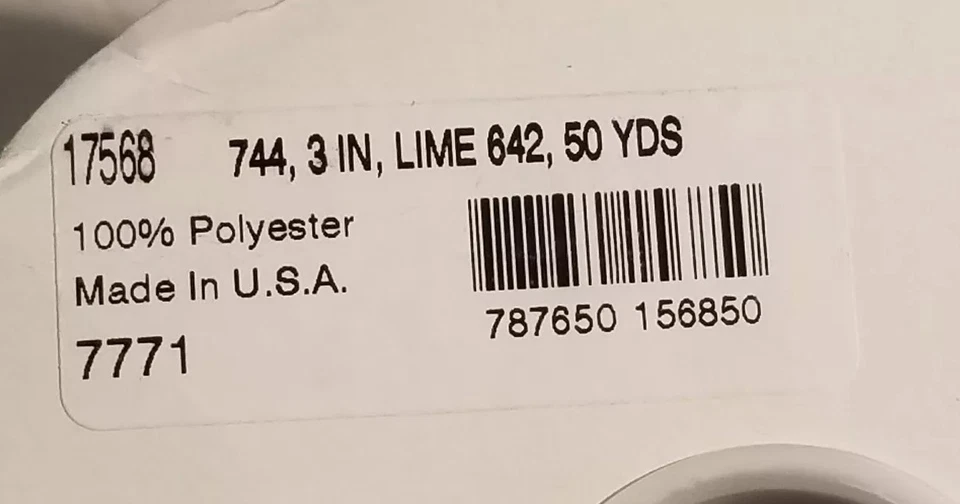 17568 744, 3 IN, LIME 642, 50 YDS
100% Polyester
Made In U.S.A.
787650 156850
7771